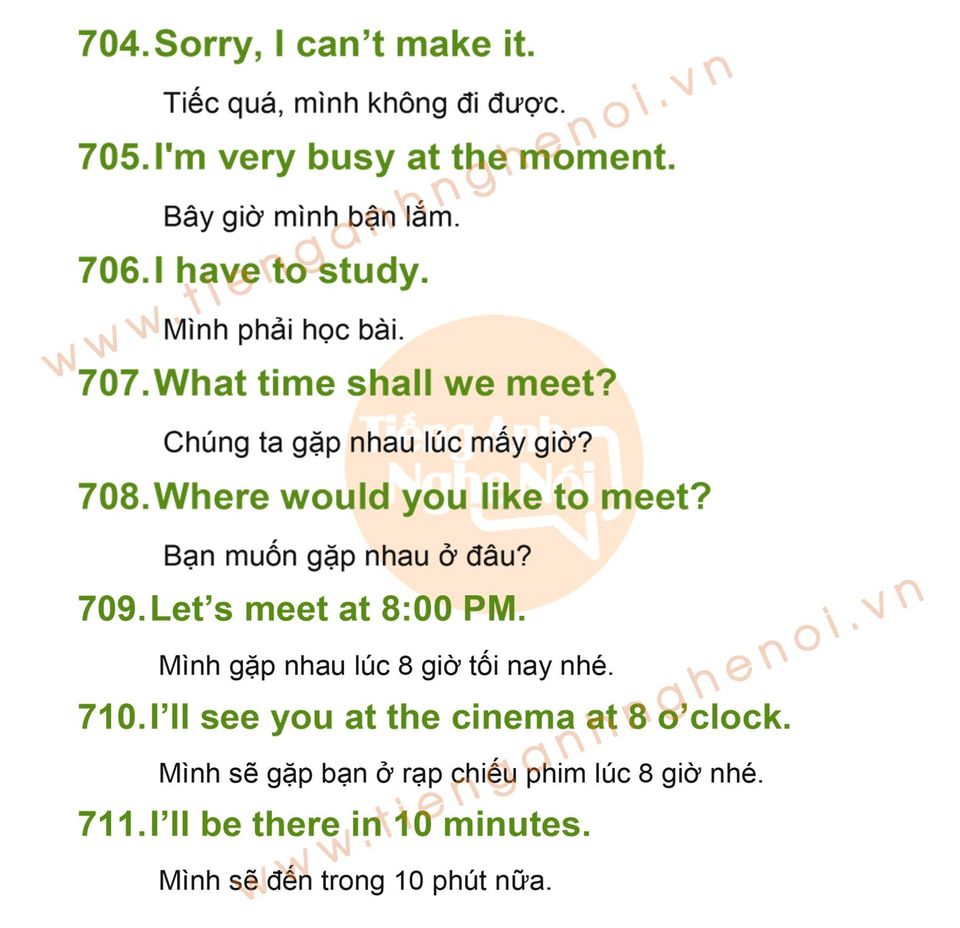 704. Sorry, I can’t make it.
Tiếc quá, mình không đi được.
705. I'm very busy at the moment.
Bây giờ mình bận lắm.
706. I have to study.
Mình phải học bài.
www.tienganhnghenoi.vn
707. What time shall we meet?
Chúng ta gặp nhau lúc mấy giờ?
Tiếng Anh
Nghe Nói
708. Where would you like to meet?
Bạn muốn gặp nhau ở đâu?
709. Let’s meet at 8:00 PM.
Mình gặp nhau lúc 8 giờ tối nay nhé.
710. I’ll see you at the cinema at 8 o’clock.
Mình sẽ gặp bạn ở rạp chiếu phim lúc 8 giờ nhé.
711. I’ll be there in 10 minutes.
Mình sẽ đến trong 10 phút nữa.
www.tienganhnghenoi.vn